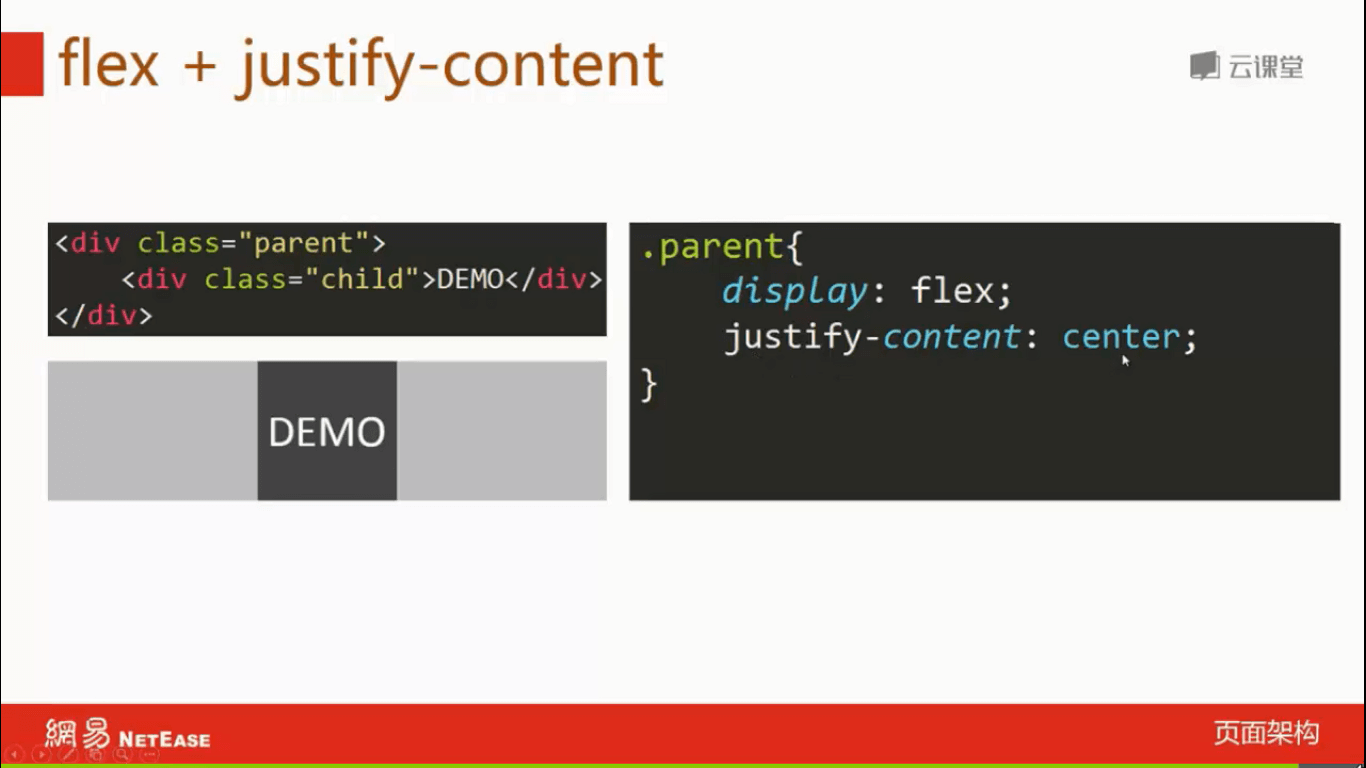 flex + justify-content
云课堂
<div class="parent">
    <div class="child">DEMO</div>
</div>
DEMO
.parent{
    display: flex;
    justify-content: center;
}
網易 NETEASE
页面架构